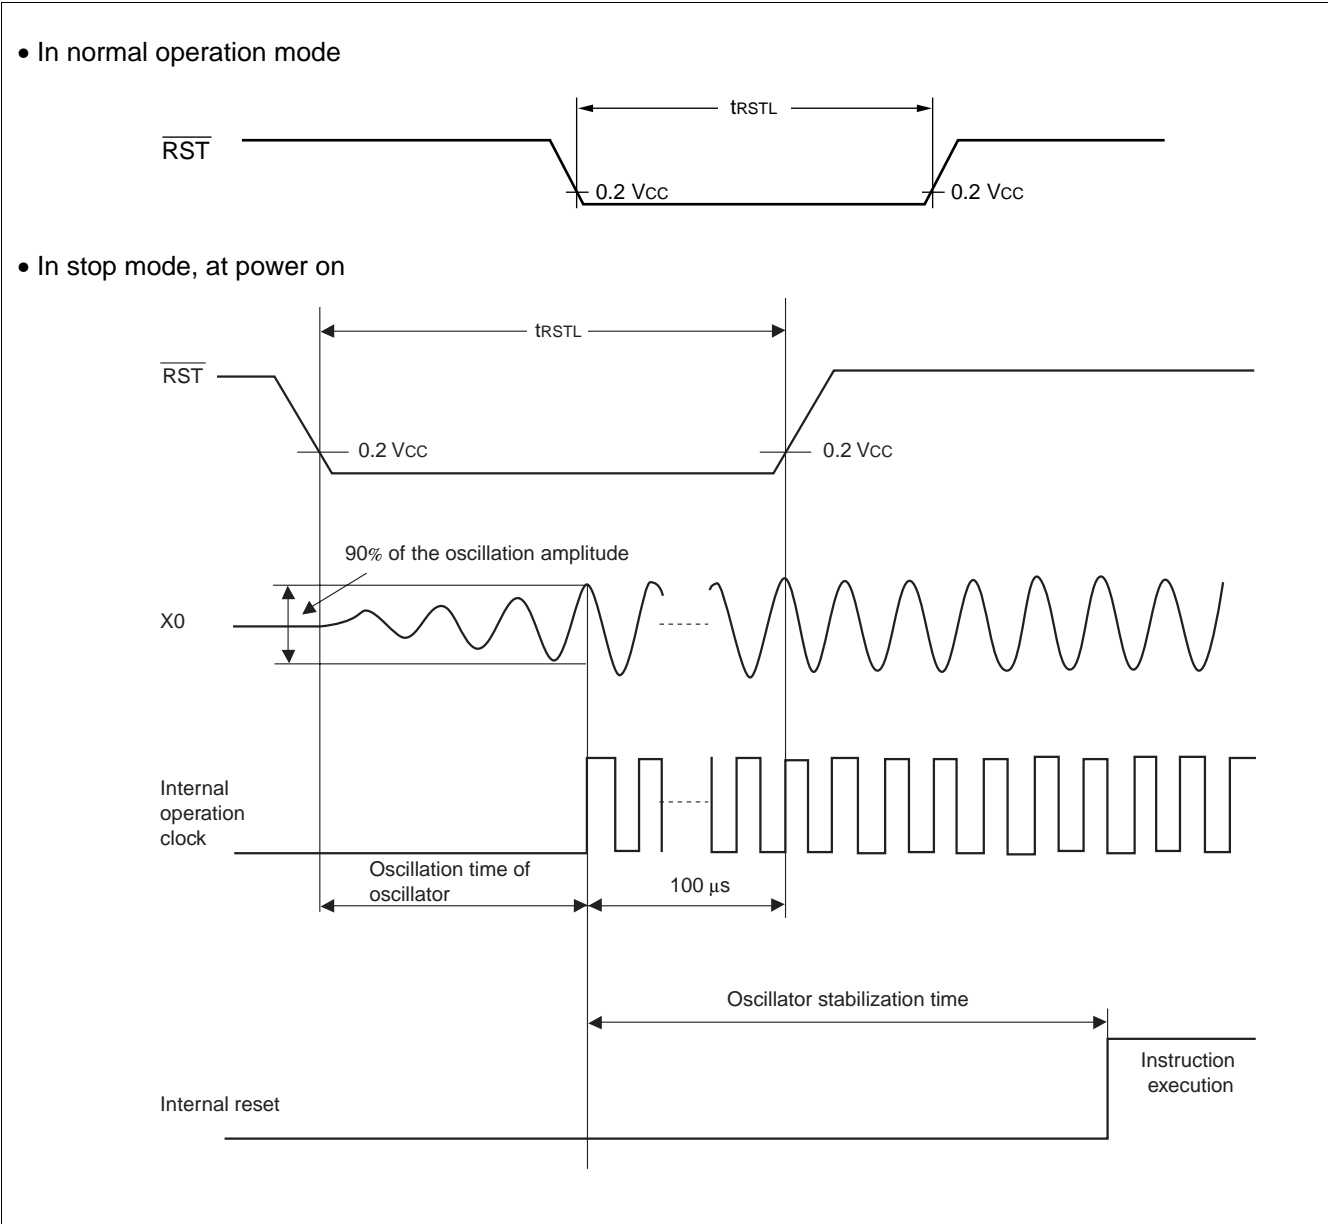 • In normal operation mode
tRSTL
RST
0.2 VCC
0.2 VCC
• In stop mode, at power on
tRSTL
RST
0.2 VCC
0.2 VCC
90% of the oscillation amplitude
X0
Internal
operation
clock
Oscillation time of
oscillator
100 μs
Oscillator stabilization time
Instruction
execution
Internal reset